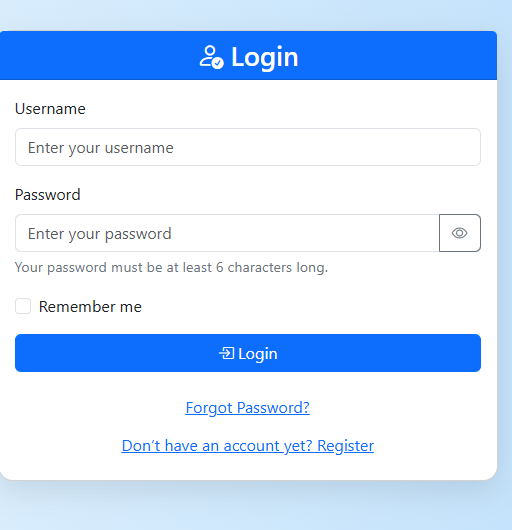 Login
Username
Enter your username
Password
Enter your password
Your password must be at least 6 characters long.
Remember me
Login
Forgot Password?
Don’t have an account yet? Register